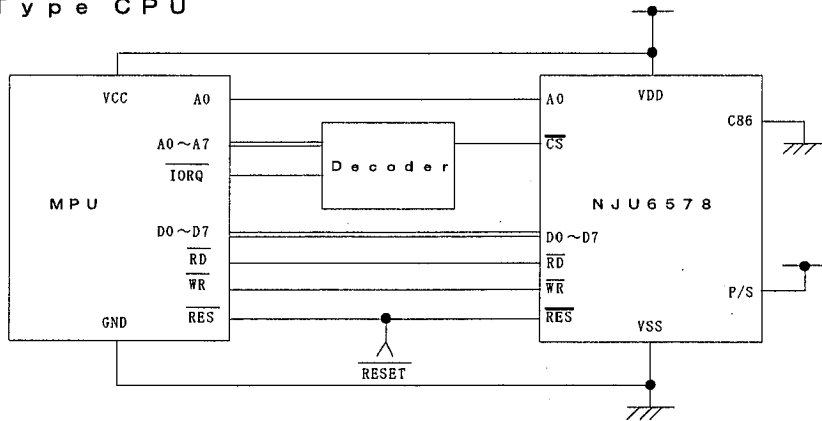 Type CPU
VCC
A0
A0~A7
IORQ
MPU
D0~D7
RD
WR
RES
GND
Decoder
RESET
A0
VDD
C86
CS
NJU6578
D0~D7
RD
WR
P/S
RES
VSS